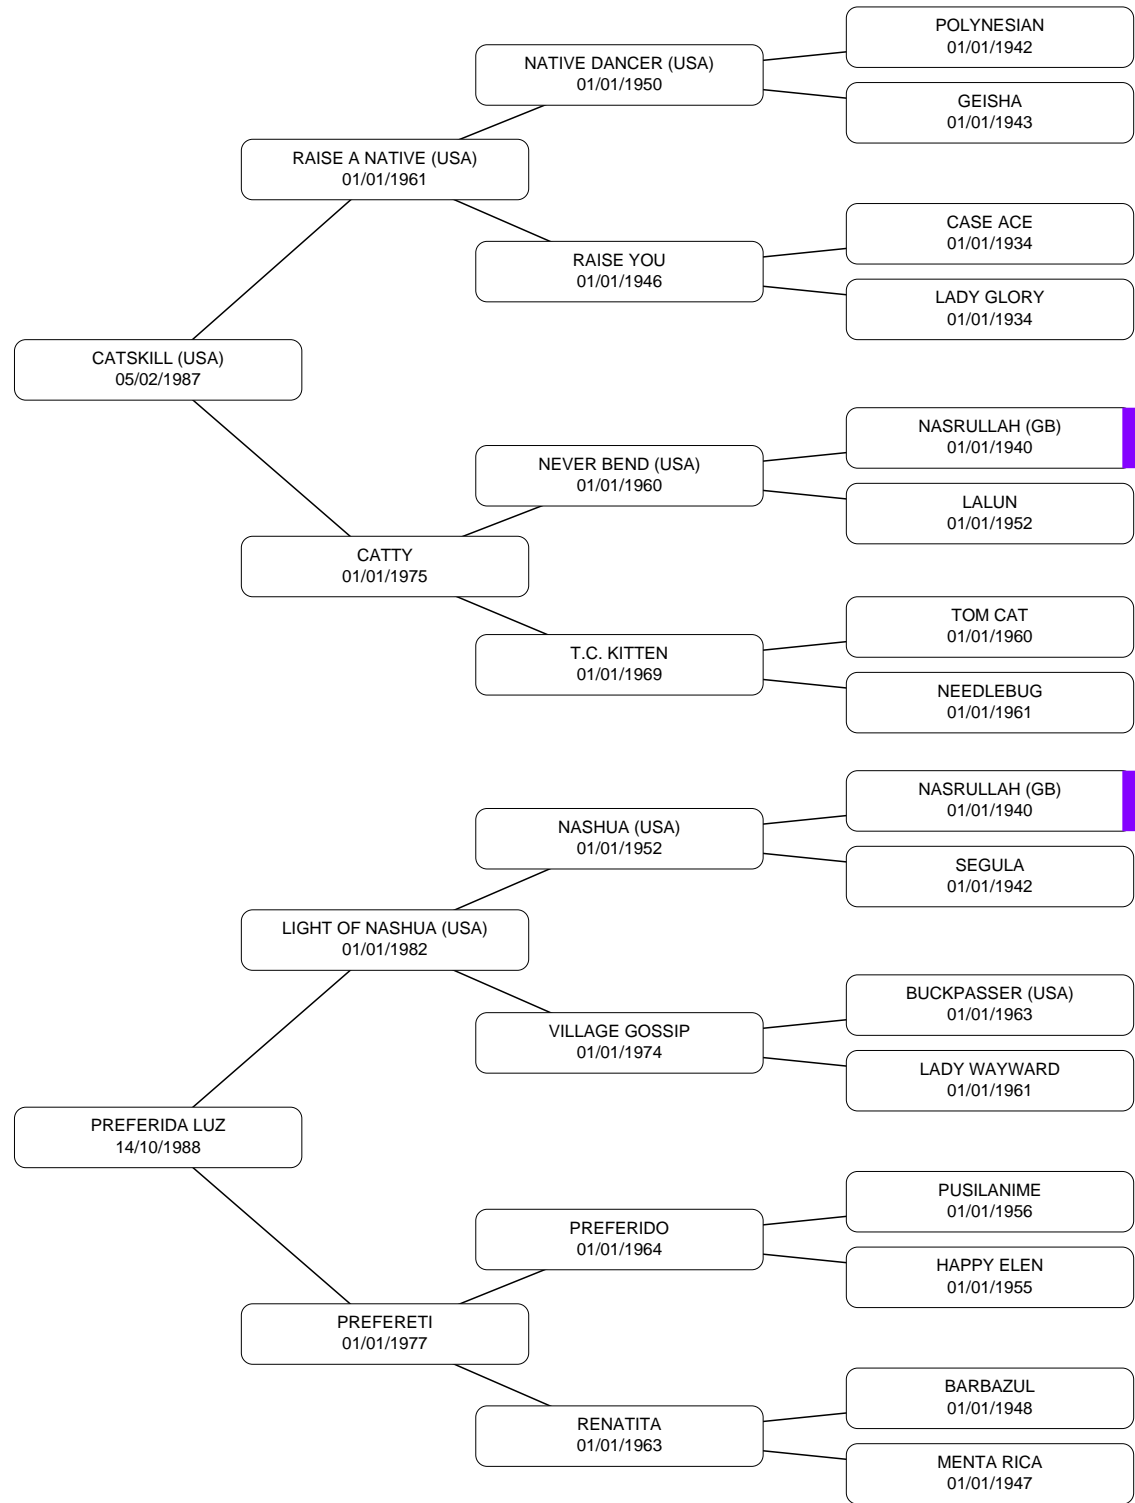 POLYNESIAN
01/01/1942
NATIVE DANCER (USA)
01/01/1950
GEISHA
01/01/1943
RAISE A NATIVE (USA)
01/01/1961
CASE ACE
01/01/1934
RAISE YOU
01/01/1946
LADY GLORY
01/01/1934
CATSKILL (USA)
05/02/1987
NASRULLAH (GB)
01/01/1940
NEVER BEND (USA)
01/01/1960
LALUN
01/01/1952
CATTY
01/01/1975
TOM CAT
01/01/1960
T.C. KITTEN
01/01/1969
NEEDLEBUG
01/01/1961
NASRULLAH (GB)
01/01/1940
NASHUA (USA)
01/01/1952
SEGULA
01/01/1942
LIGHT OF NASHUA (USA)
01/01/1982
BUCKPASSER (USA)
01/01/1963
VILLAGE GOSSIP
01/01/1974
LADY WAYWARD
01/01/1961
PREFERIDA LUZ
14/10/1988
PUSILANIME
01/01/1956
PREFERIDO
01/01/1964
HAPPY ELEN
01/01/1955
PREFERETI
01/01/1977
BARBAZUL
01/01/1948
RENATITA
01/01/1963
MENTA RICA
01/01/1947